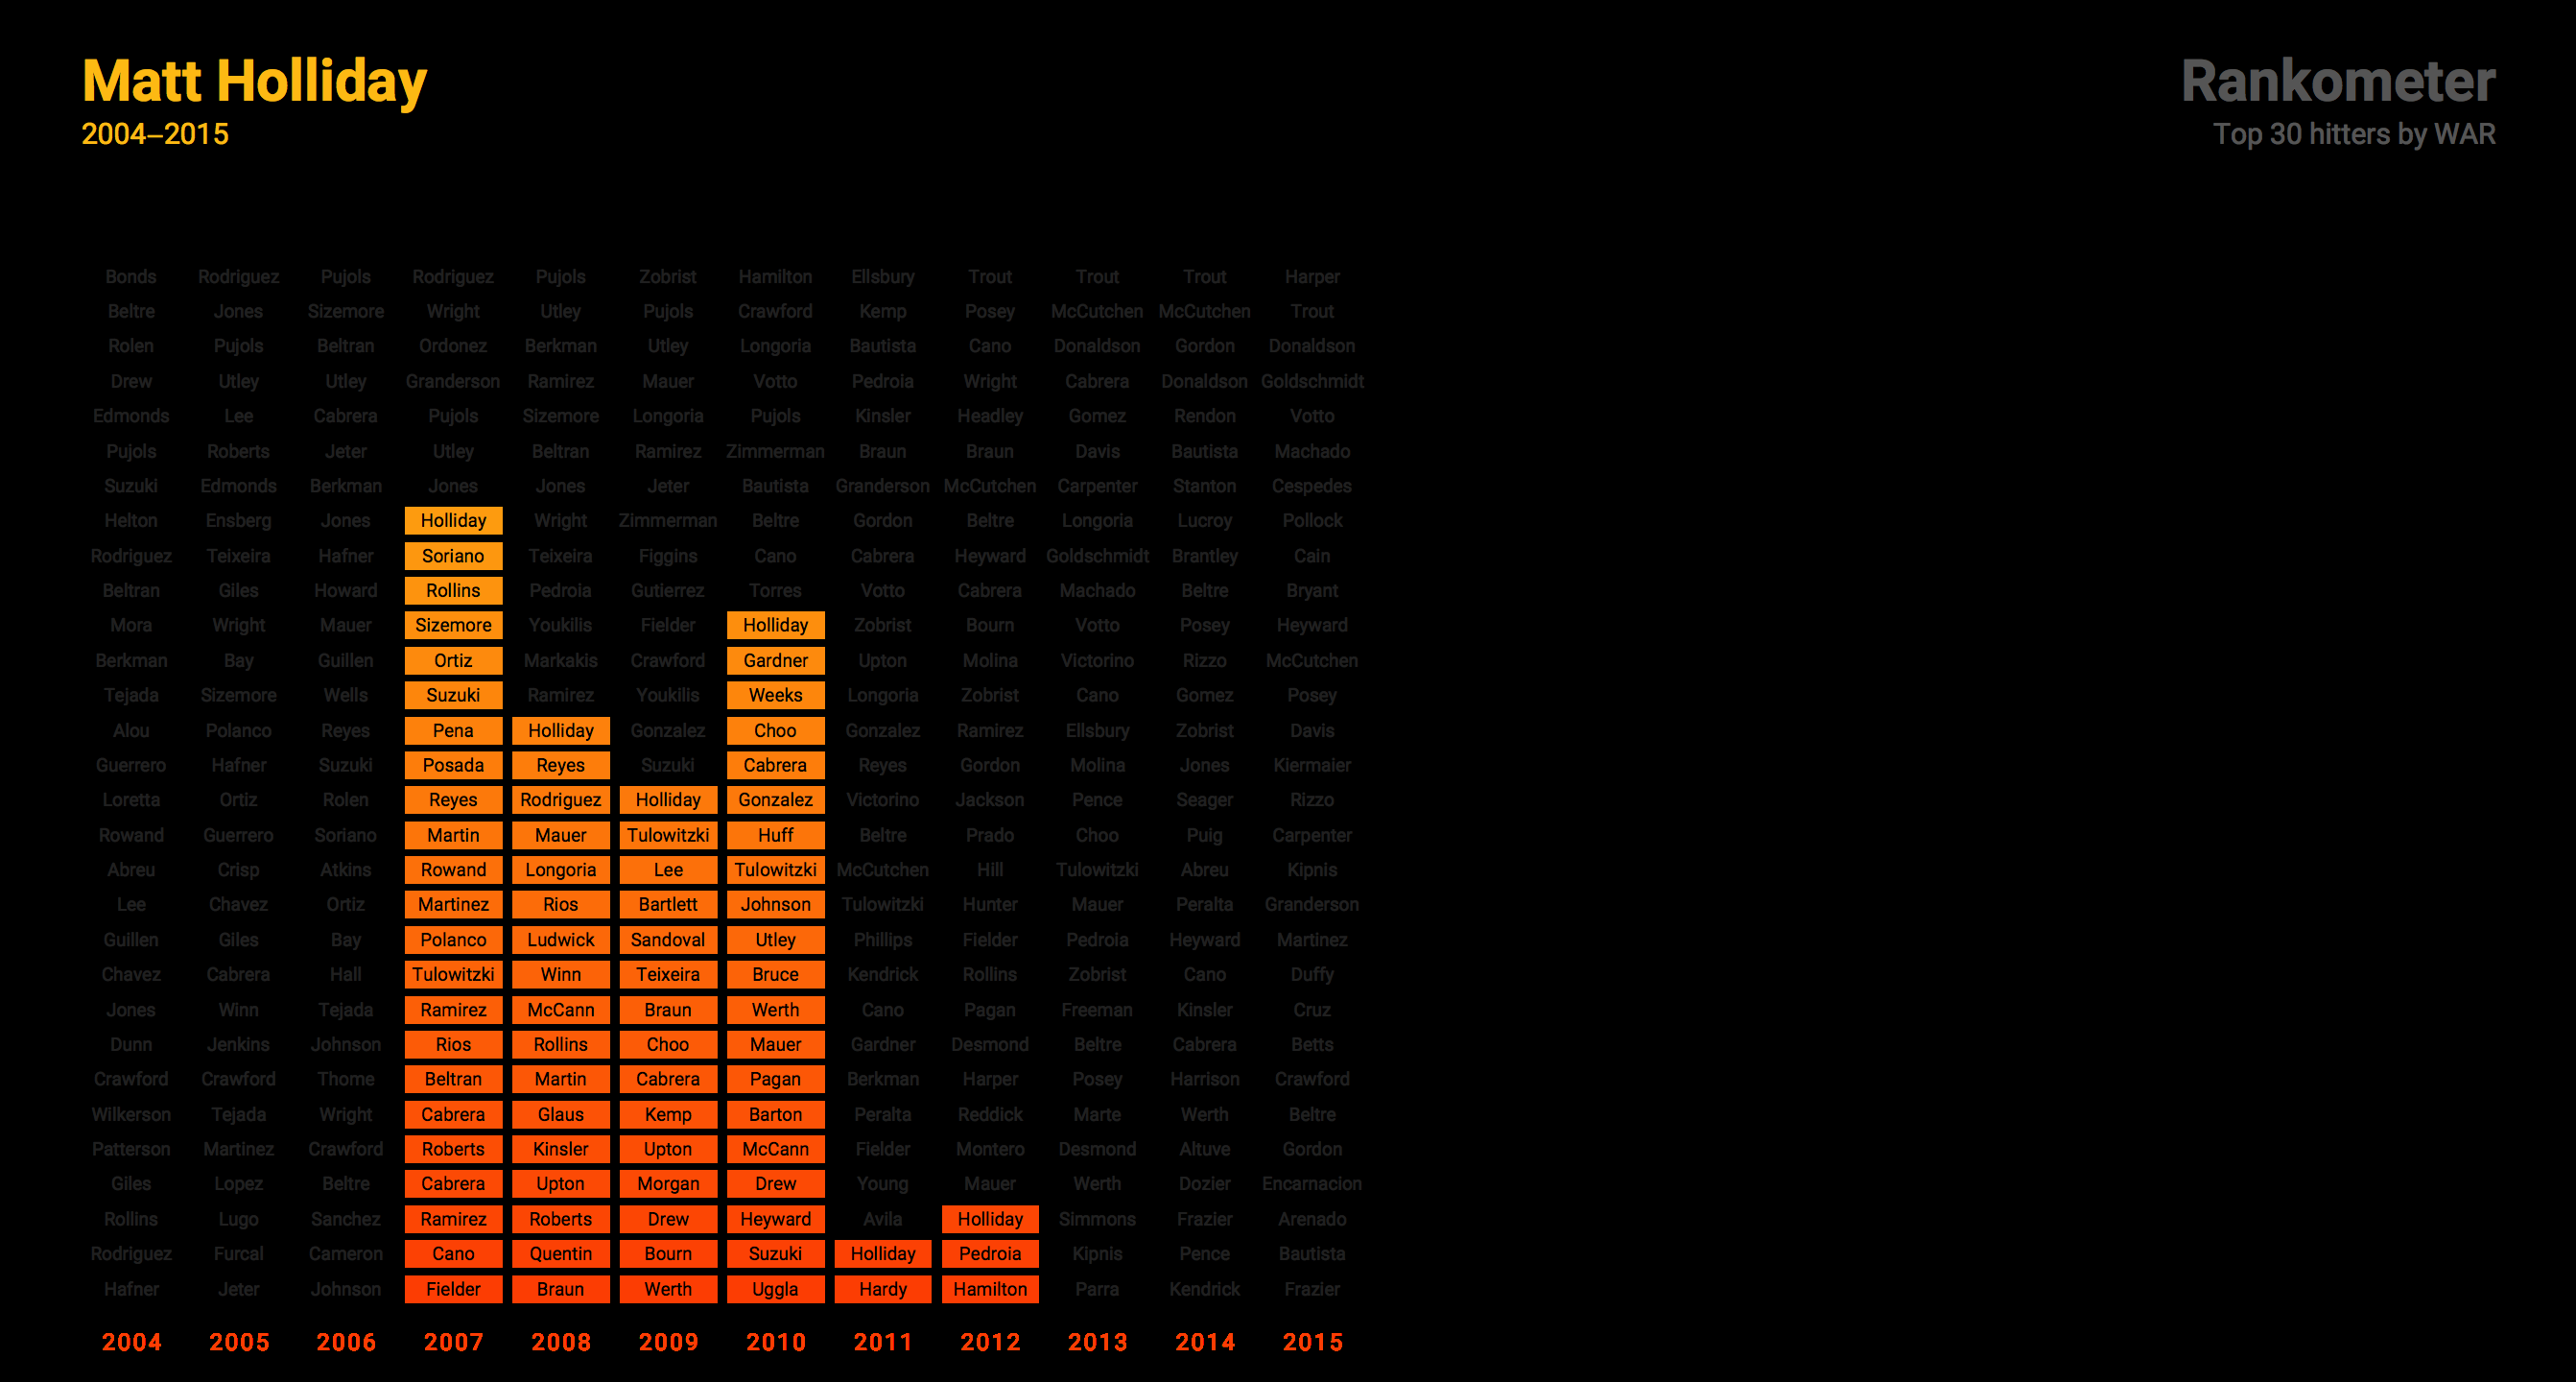 Matt Holliday
2004–2015
Rankometer
Top 30 hitters by WAR
Bonds Rodriguez Pujols Rodriguez Pujols Zobrist Hamilton Ellsbury Trout Trout Trout Harper
Beltre Jones Sizemore Wright Utley Pujols Crawford Kemp Posey McCutchen McCutchen Trout
Rolen Pujols Beltran Ordonez Berkman Utley Longoria Bautista Cano Donaldson Gordon Donaldson
Drew Utley Utley Granderson Ramirez Mauer Votto Pedroia Wright Cabrera Donaldson Goldschmidt
Edmonds Lee Cabrera Pujols Sizemore Longoria Pujols Kinsler Headley Gomez Rendon Votto
Pujols Roberts Jeter Utley Beltran Ramirez Zimmerman Braun Braun Davis Bautista Machado
Suzuki Edmonds Berkman Jones Jones Jeter Bautista Granderson McCutchen Carpenter Stanton Cespedes
Helton Ensberg Jones Holliday Wright Zimmerman Beltre Gordon Beltre Longoria Lucroy Pollock
Rodriguez Teixeira Hafner Soriano Teixeira Figgins Cano Cabrera Heyward Goldschmidt Brantley Cain
Beltran Giles Howard Rollins Pedroia Gutierrez Torres Votto Cabrera Machado Beltre Bryant
Mora Wright Mauer Sizemore Youkilis Fielder Holliday Zobrist Bourn Votto Posey Heyward
Berkman Bay Guillen Ortiz Markakis Crawford Gardner Upton Molina Victorino Rizzo McCutchen
Tejada Sizemore Wells Suzuki Ramirez Youkilis Weeks Longoria Zobrist Cano Gomez Posey
Alou Polanco Reyes Pena Holliday Gonzalez Choo Gonzalez Ramirez Ellsbury Zobrist Davis
Guerrero Hafner Suzuki Posada Reyes Suzuki Cabrera Reyes Gordon Molina Jones Kiermaier
Loretta Ortiz Rolen Reyes Rodriguez Holliday Gonzalez Victorino Jackson Pence Seager Rizzo
Rowand Guerrero Soriano Martin Mauer Tulowitzki Huff Beltre Prado Choo Puig Carpenter
Abreu Crisp Atkins Rowand Longoria Lee Tulowitzki McCutchen Hill Tulowitzki Abreu Kipnis
Lee Chavez Ortiz Martinez Rios Bartlett Johnson Tulowitzki Hunter Mauer Peralta Granderson
Guillen Giles Bay Polanco Ludwick Sandoval Utley Phillips Fielder Pedroia Heyward Martinez
Chavez Cabrera Hall Tulowitzki Winn Teixeira Bruce Kendrick Rollins Zobrist Cano Duffy
Jones Winn Tejada Ramirez McCann Braun Werth Cano Pagan Freeman Kinsler Cruz
Dunn Jenkins Johnson Rios Rollins Choo Mauer Gardner Desmond Beltre Cabrera Betts
Crawford Crawford Thome Beltran Martin Cabrera Pagan Berkman Harper Posey Harrison Crawford
Wilkerson Tejada Wright Cabrera Glaus Kemp Barton Peralta Reddick Marte Werth Beltre
Patterson Martinez Crawford Roberts Kinsler Upton McCann Fielder Montero Desmond Altuve Gordon
Giles Lopez Beltre Cabrera Upton Morgan Drew Young Mauer Werth Dozier Encarnacion
Rollins Lugo Sanchez Ramirez Roberts Drew Heyward Avila Holliday Simmons Frazier Arenado
Rodriguez Furcal Cameron Cano Quentin Bourn Suzuki Holliday Pedroia Kipnis Pence Bautista
Hafner Jeter Johnson Fielder Braun Werth Uggla Hardy Hamilton Parra Kendrick Frazier
2004 2005 2006 2007 2008 2009 2010 2011 2012 2013 2014 2015